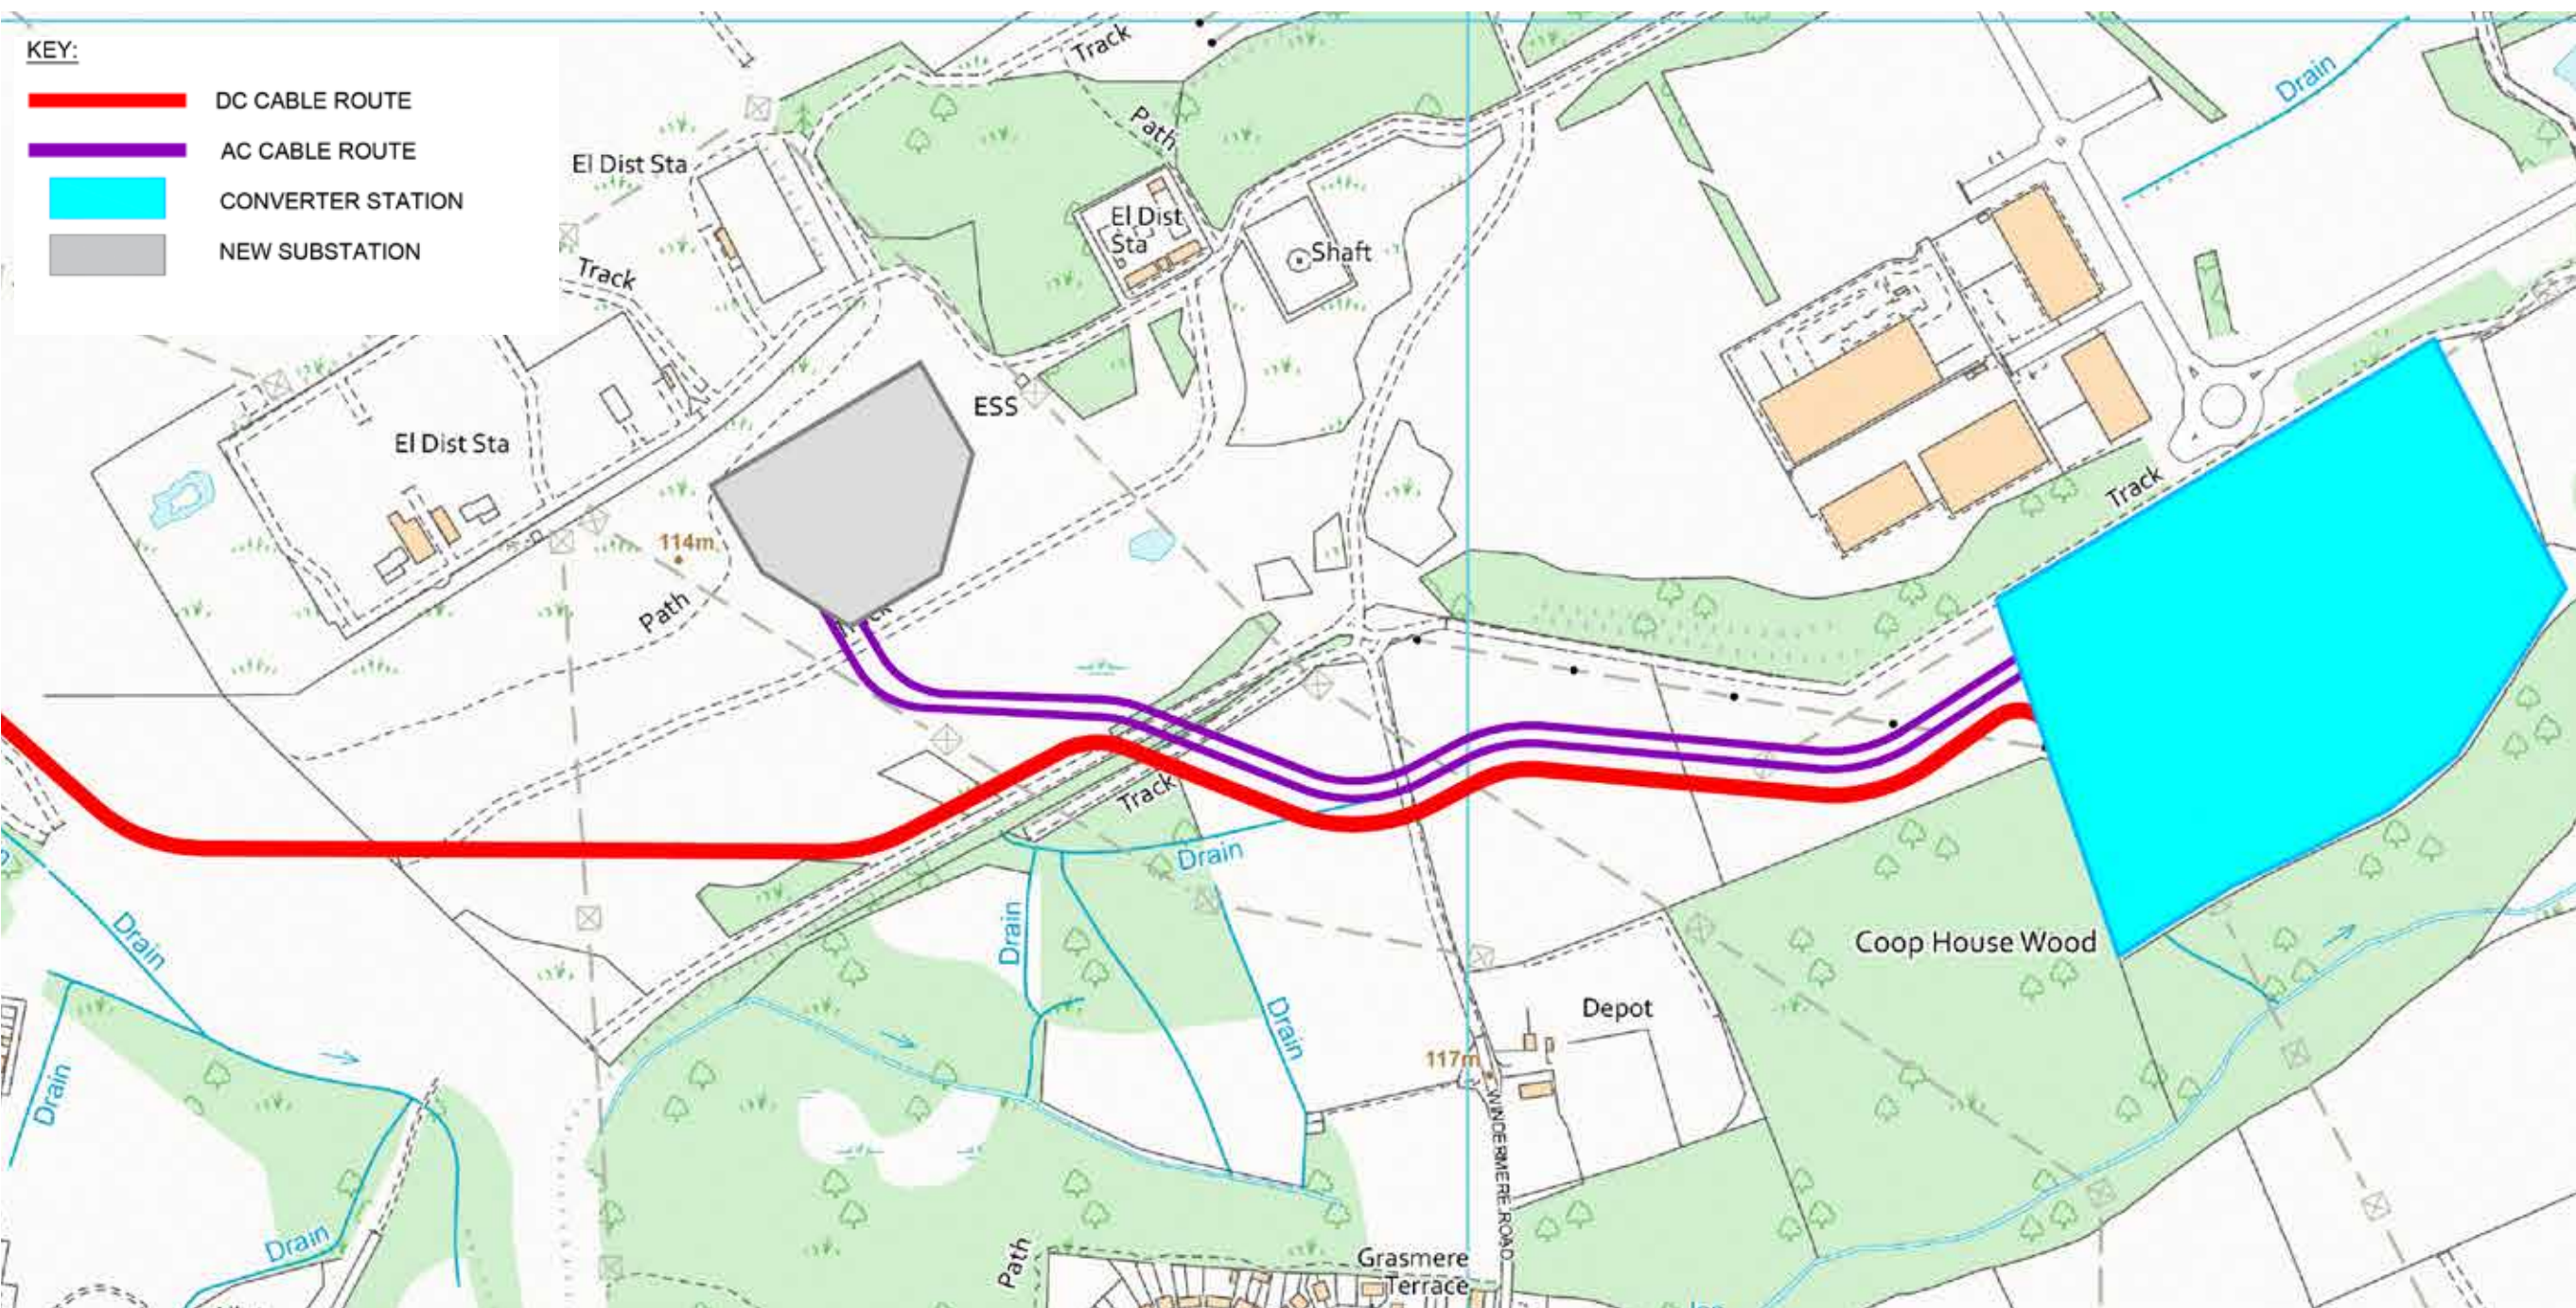 KEY:
DC CABLE ROUTE
AC CABLE ROUTE
CONVERTER STATION
NEW SUBSTATION
Track
Drain
Path
El Dist Sta
El Dist
Sta
Shaft
Track
ESS
El Dist Sta
Track
114m
Path
Track
Drain
Drain
Drain
Coop House Wood
Drain
Depot
Drain
117m
WINDERMERE ROAD
Drain
Path
Grasmere
Terrace